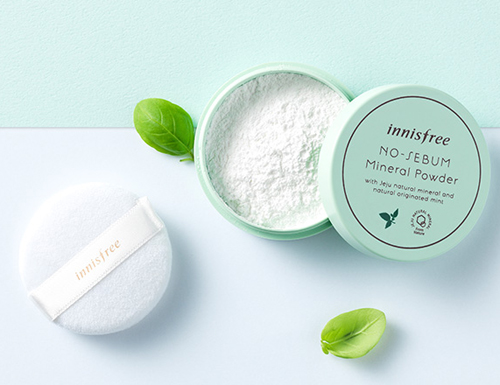 innisfree
NO-SEBUM
Mineral Powder
with Jeju natural mineral and
natural originated mint
innisfree